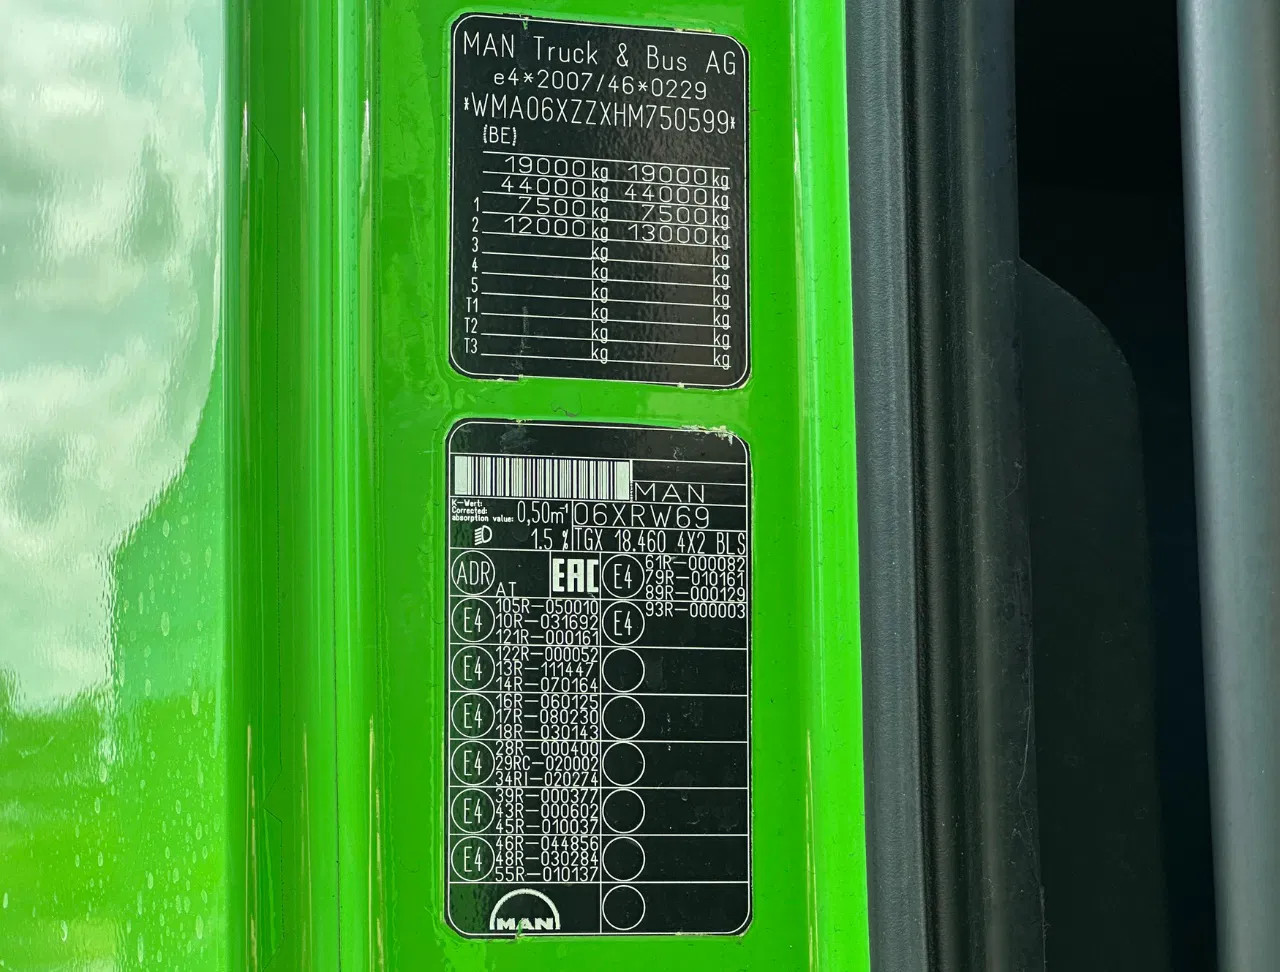 MAN Truck & Bus AG
e4*2007/46*0229
*WMA06XZZXHM750599*
(BE)
19000 kg 19000 kg
44000 kg 44000 kg
1 7500 kg 7500 kg
2 12000 kg 13000 kg
3 kg kg
4 kg kg
5 kg kg
T1 kg kg
T2 kg kg
T3 kg kg
MAN
K-Wert:
Corrected:
absorption value: 0,50m⁻¹
06XRW69
1.5 %
TGX 18.460 4X2 BLS
ADR AT
EAC
E4 61R-000082
79R-010161
89R-000129
E4 105R-050010
10R-031692
121R-000161
E4 93R-000003
E4 122R-000052
13R-111447
14R-070164
E4 16R-060125
17R-080230
18R-030143
E4 28R-000400
29RC-020002
34RI-020274
E4 39R-000377
43R-000602
45R-010037
E4 46R-044856
48R-030284
55R-010137
MAN